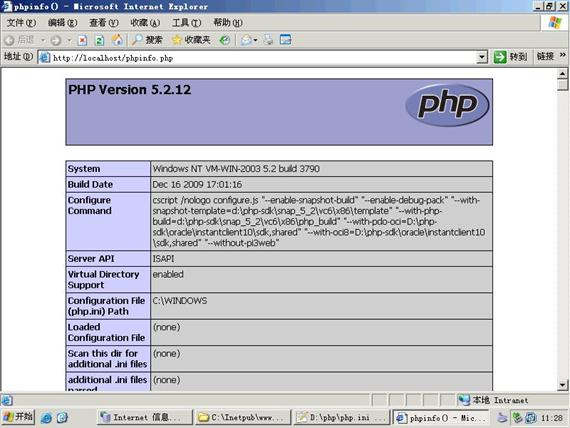 phpinfo() - Microsoft Internet Explorer
文件(F) 编辑(E) 查看(V) 收藏(A) 工具(T) 帮助(H)
后退 搜索 收藏夹
地址(D) http://localhost/phpinfo.php 转到 链接 »
PHP Version 5.2.12
php
System Windows NT VM-WIN-2003 5.2 build 3790
Build Date Dec 16 2009 17:01:16
Configure cscript /nologo configure.js "--enable-snapshot-build" "--enable-debug-pack" "--with-
Command snapshot-template=d:\php-sdk\snap_5_2\vc6\x86\template" "--with-php-
build=d:\php-sdk\snap_5_2\vc6\x86\php_build" "--with-pdo-oci=D:\php-
sdk\oracle\instantclient10\sdk,shared" "--with-oci8=D:\php-sdk\oracle\instantclient10
\sdk,shared" "--without-pi3web"
Server API ISAPI
Virtual Directory enabled
Support
Configuration File C:\WINDOWS
(php.ini) Path
Loaded (none)
Configuration File
Scan this dir for (none)
additional .ini files
additional .ini files (none)
parsed
本地 Intranet
开始 Internet 信息... C:\Inetpub\www... D:\php\php.ini ... phpinfo() - Mic... 11:28